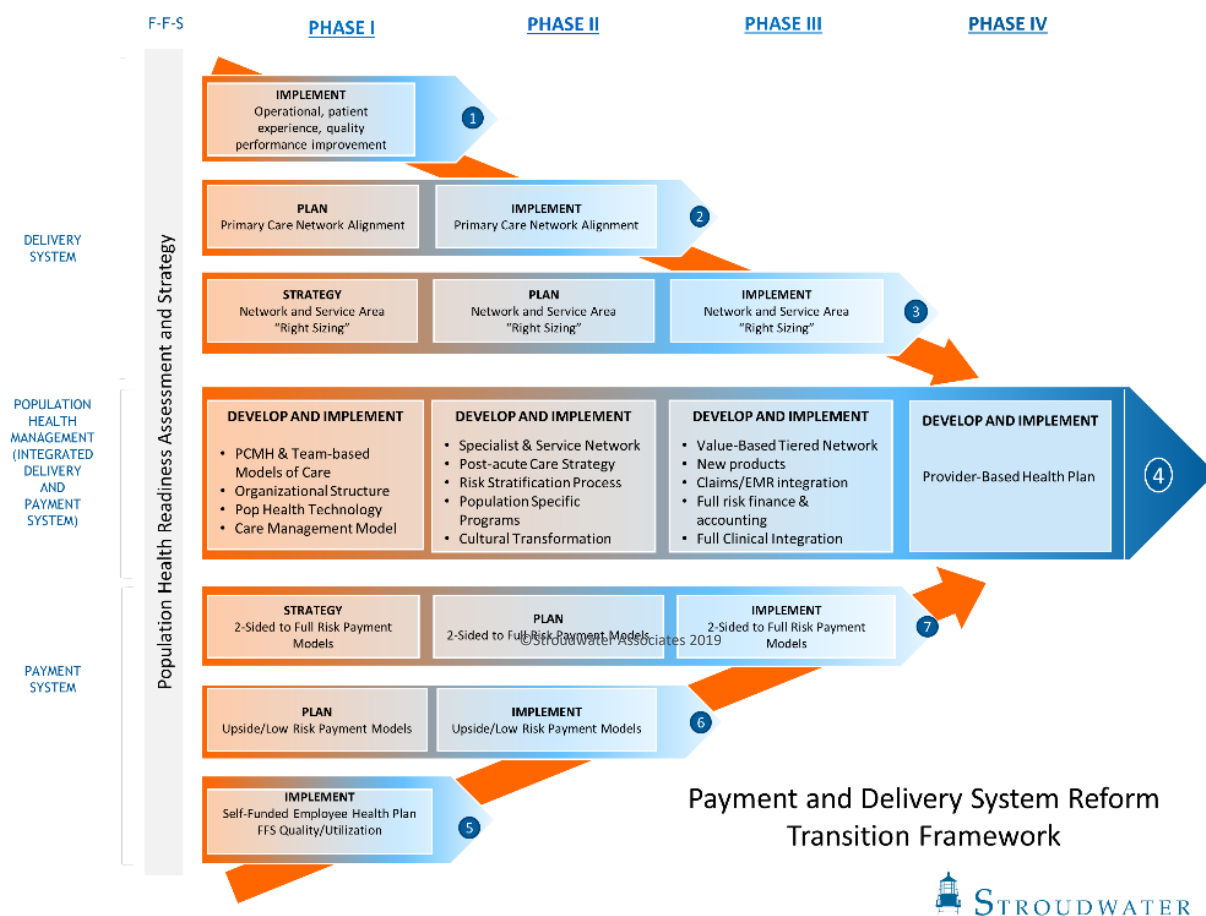 F-F-S
PHASE I
PHASE II
PHASE III
PHASE IV
DELIVERY
SYSTEM
POPULATION
HEALTH
MANAGEMENT
(INTEGRATED
DELIVERY
AND
PAYMENT
SYSTEM)
PAYMENT
SYSTEM
Population Health Readiness Assessment and Strategy
IMPLEMENT
Operational, patient
experience, quality
performance improvement
1
PLAN
Primary Care Network Alignment
IMPLEMENT
Primary Care Network Alignment
2
STRATEGY
Network and Service Area
"Right Sizing"
PLAN
Network and Service Area
"Right Sizing"
IMPLEMENT
Network and Service Area
"Right Sizing"
3
DEVELOP AND IMPLEMENT
• PCMH & Team-based
Models of Care
• Organizational Structure
• Pop Health Technology
• Care Management Model
DEVELOP AND IMPLEMENT
• Specialist & Service Network
• Post-acute Care Strategy
• Risk Stratification Process
• Population Specific
Programs
• Cultural Transformation
DEVELOP AND IMPLEMENT
• Value-Based Tiered Network
• New products
• Claims/EMR integration
• Full risk finance &
accounting
• Full Clinical Integration
DEVELOP AND IMPLEMENT
Provider-Based Health Plan
4
STRATEGY
2-Sided to Full Risk Payment
Models
PLAN
2-Sided to Full Risk Payment Models
©Stroudwater Associates 2019
IMPLEMENT
2-Sided to Full Risk Payment
Models
7
PLAN
Upside/Low Risk Payment Models
IMPLEMENT
Upside/Low Risk Payment Models
6
IMPLEMENT
Self-Funded Employee Health Plan
FFS Quality/Utilization
5
Payment and Delivery System Reform
Transition Framework
STROUDWATER